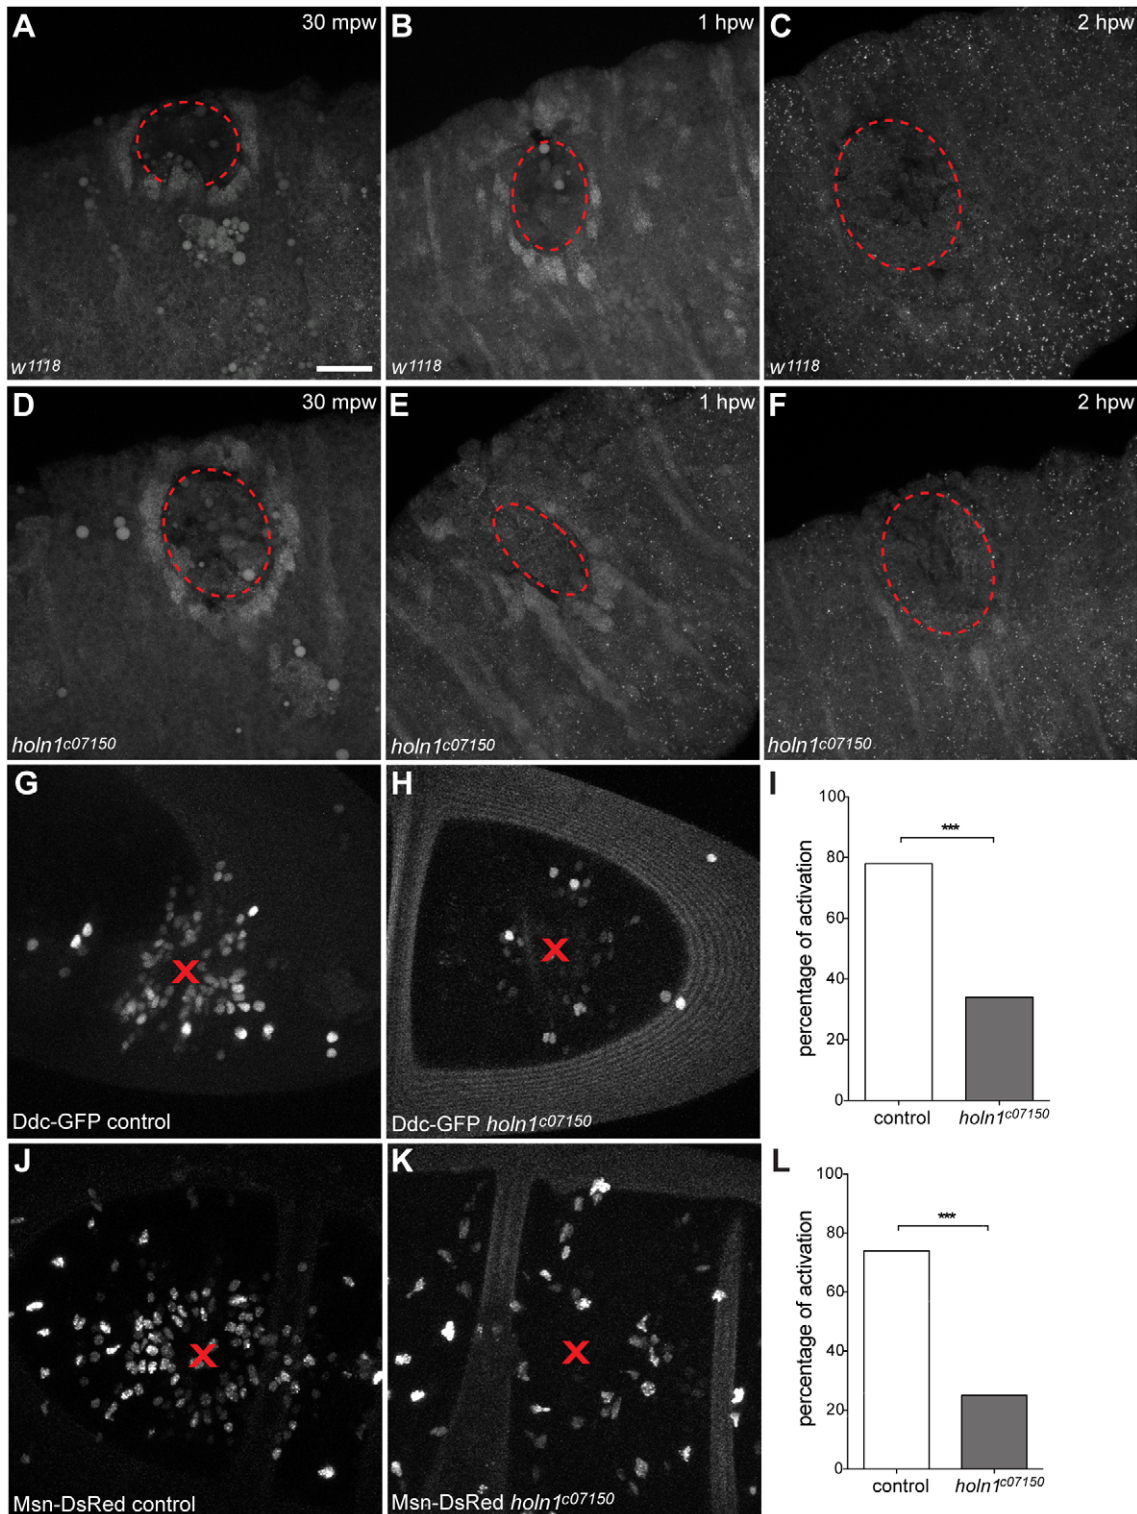 A 30 mpw
w1118
B 1 hpw
w1118
C 2 hpw
w1118
D 30 mpw
holn1c07150
E 1 hpw
holn1c07150
F 2 hpw
holn1c07150
G
X
Ddc-GFP control
H
X
Ddc-GFP holn1c07150
I
percentage of activation
100
80
60
40
20
0
***
control holn1c07150
J
X
Msn-DsRed control
K
X
Msn-DsRed holn1c07150
L
percentage of activation
100
80
60
40
20
0
***
control holn1c07150